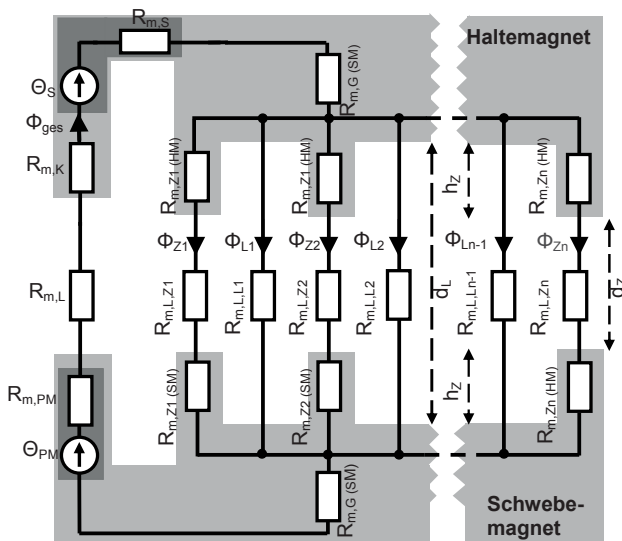 R_m,S
Haltemagnet
Θ_S
R_m,G (SM)
Φ_ges
R_m,K
R_m,Z1 (HM)
R_m,Z1 (HM)
h_Z
R_m,Zn (HM)
Φ_Z1
Φ_L1
Φ_Z2
Φ_L2
Φ_Ln-1
Φ_Zn
R_m,L
R_m,L,Z1
R_m,L,L1
R_m,L,Z2
R_m,L,L2
d_L
R_m,L,Ln-1
R_m,L,Zn
d_Z
R_m,PM
R_m,Z1 (SM)
R_m,Z2 (SM)
h_Z
R_m,Zn (HM)
Θ_PM
R_m,G (SM)
Schwebe-
magnet